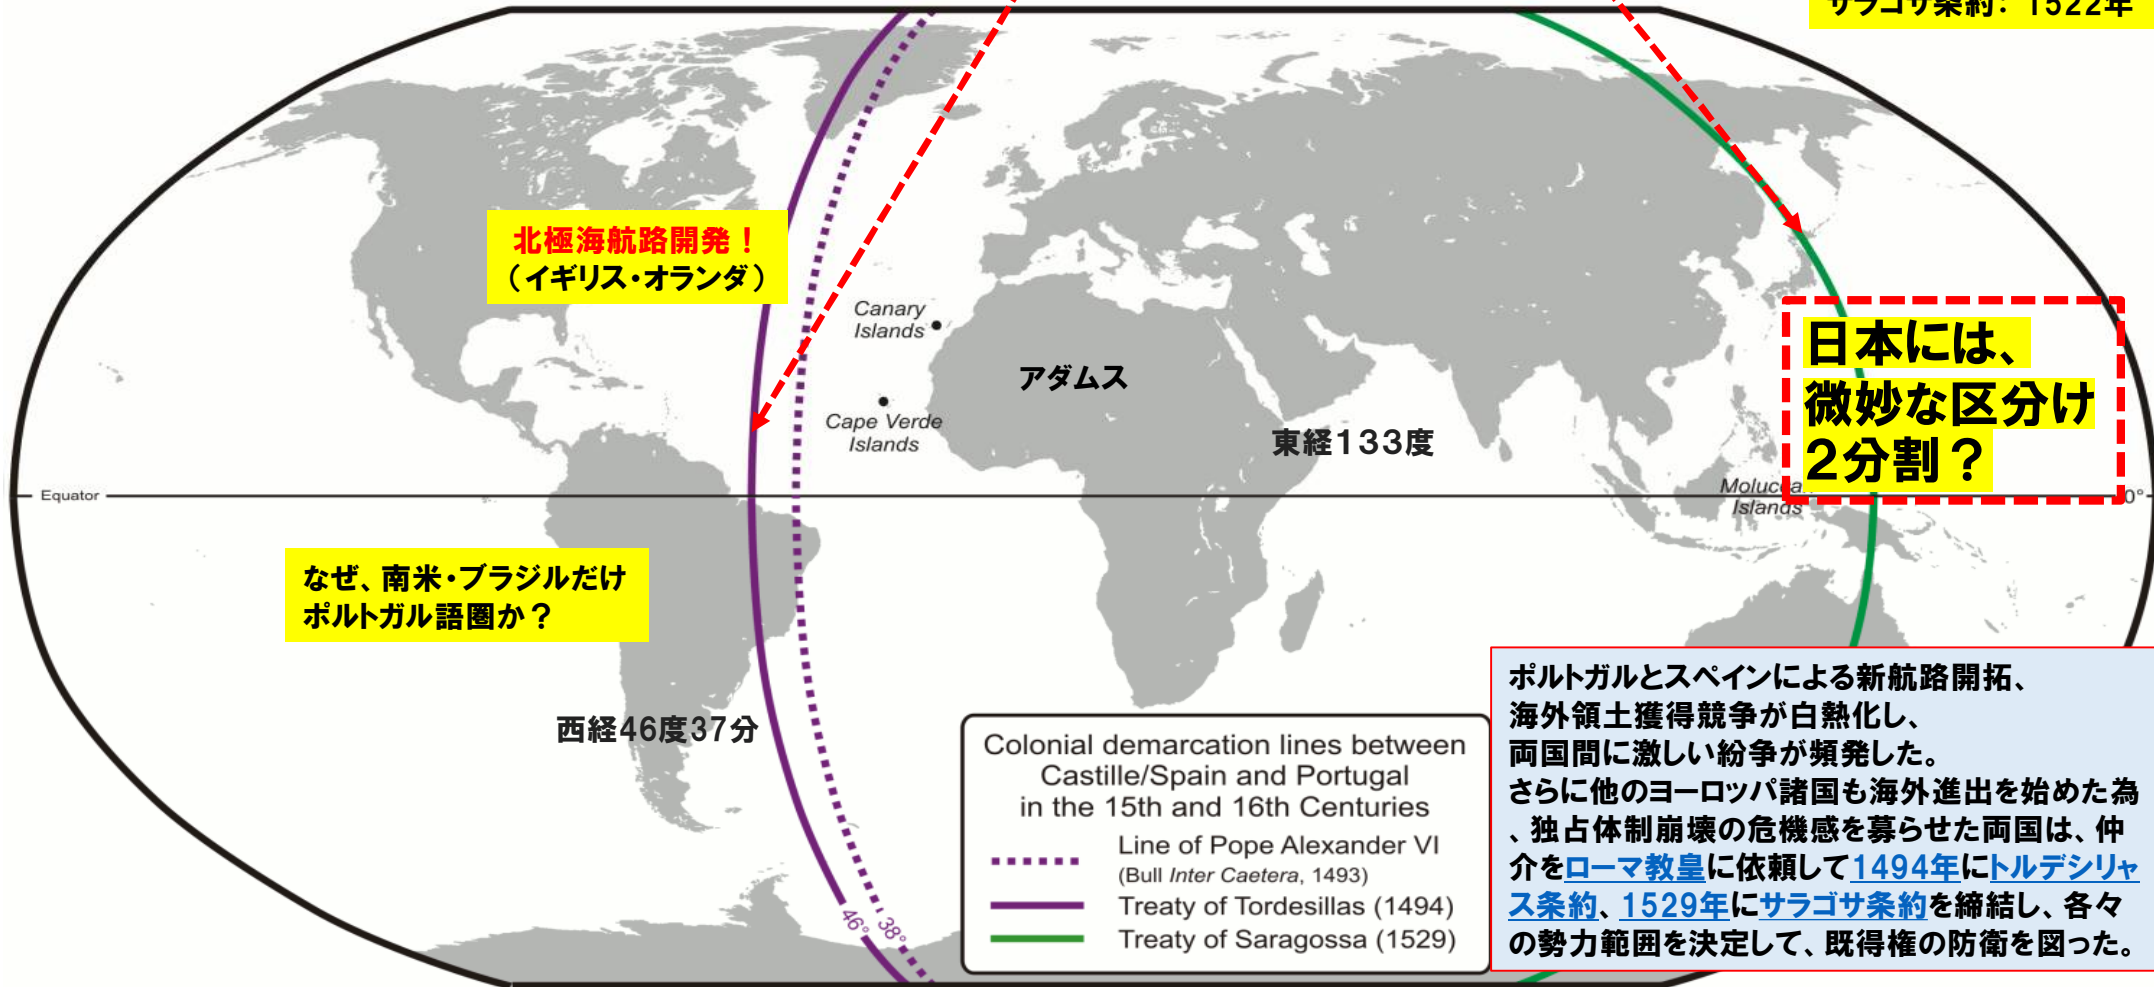 サラゴサ条約: 1522年
北極海航路開発！
（イギリス・オランダ）
Canary
Islands
アダムス
Cape Verde
Islands
東経133度
日本には、
微妙な区分け
2分割？
Equator
Moluccan
Islands
0°
なぜ、南米・ブラジルだけ
ポルトガル語圏か？
西経46度37分
Colonial demarcation lines between
Castille/Spain and Portugal
in the 15th and 16th Centuries
Line of Pope Alexander VI
(Bull Inter Caetera, 1493)
Treaty of Tordesillas (1494)
Treaty of Saragossa (1529)
46°
38°
ポルトガルとスペインによる新航路開拓、
海外領土獲得競争が白熱化し、
両国間に激しい紛争が頻発した。
さらに他のヨーロッパ諸国も海外進出を始めた為
、独占体制崩壊の危機感を募らせた両国は、仲
介をローマ教皇に依頼して1494年にトルデシリャ
ス条約、1529年にサラゴサ条約を締結し、各々
の勢力範囲を決定して、既得権の防衛を図った。